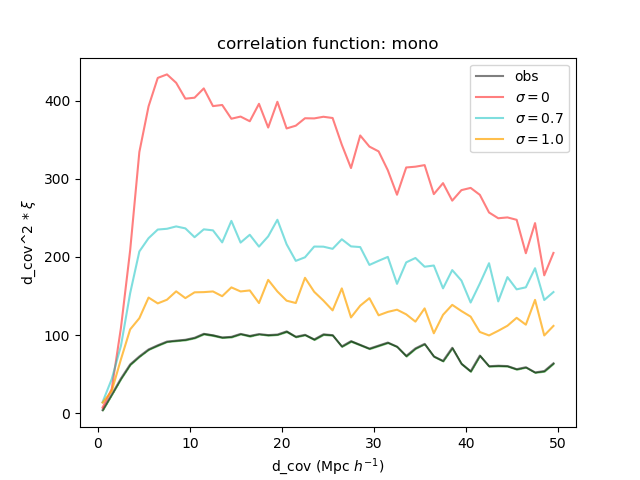 correlation function: mono
obs
σ = 0
σ = 0.7
σ = 1.0
d_cov^2 * ξ
400
300
200
100
0
0 10 20 30 40 50
d_cov (Mpc h⁻¹)